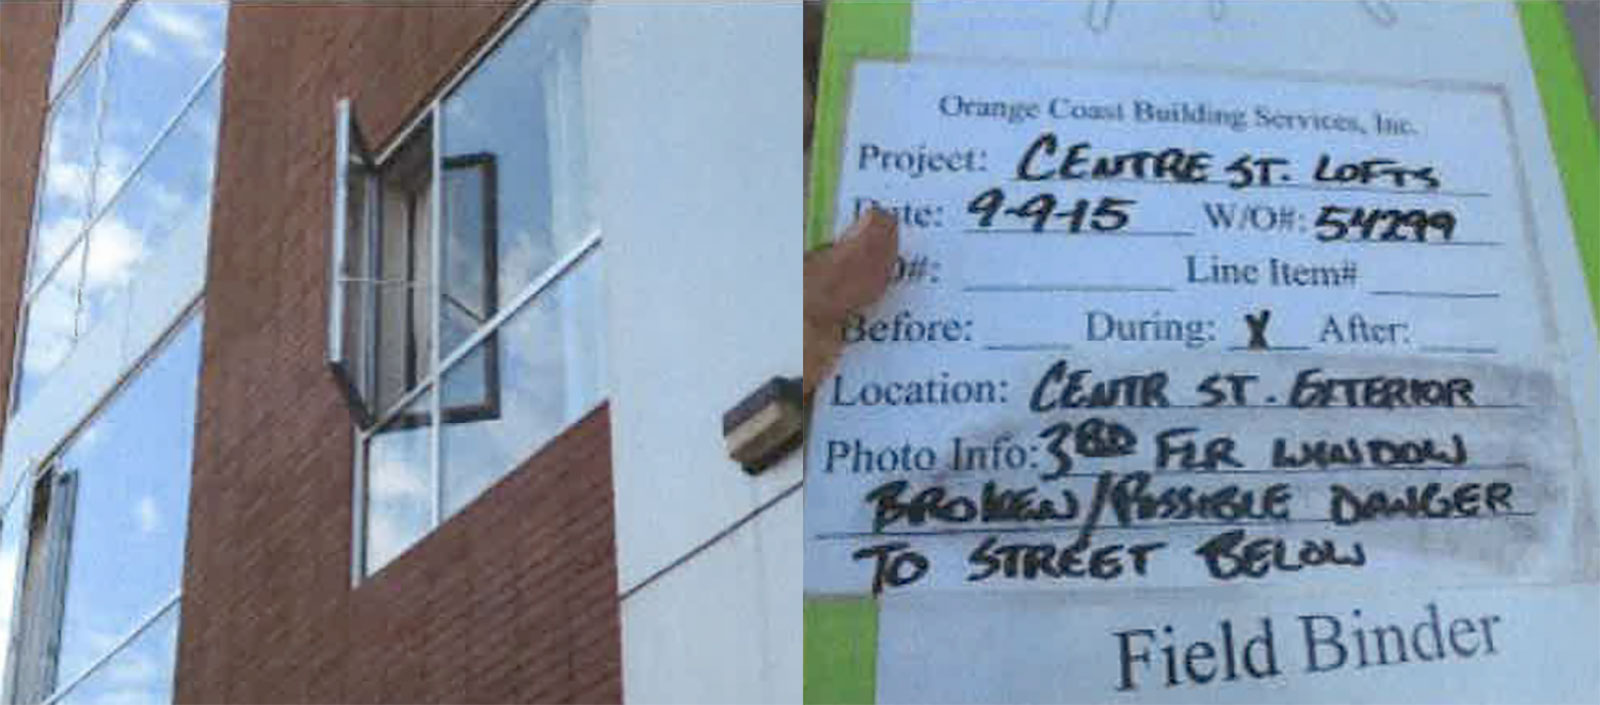 Orange Coast Building Services, Inc.
Project: CENTRE ST. LOFTS
Date: 9-9-15 W/O#: 54299
O#: Line Item#
Before: During: X After:
Location: CENTR ST. EXTERIOR
Photo Info: 3RD FLR WINDOW
BROKEN/POSSIBLE DANGER
TO STREET BELOW
Field Binder